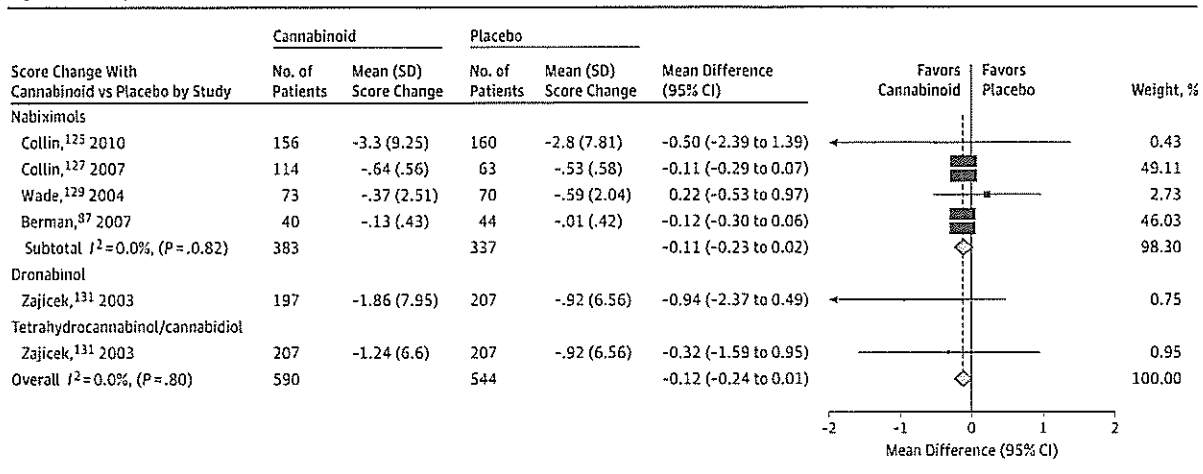 Cannabinoid Placebo
Score Change With No. of Mean (SD) No. of Mean (SD) Mean Difference Favors Favors
Cannabinoid vs Placebo by Study Patients Score Change Patients Score Change (95% CI) Cannabinoid Placebo Weight, %
Nabiximols
Collin,125 2010 156 -3.3 (9.25) 160 -2.8 (7.81) -0.50 (-2.39 to 1.39) 0.43
Collin,127 2007 114 -.64 (.56) 63 -.53 (.58) -0.11 (-0.29 to 0.07) 49.11
Wade,129 2004 73 -.37 (2.51) 70 -.59 (2.04) 0.22 (-0.53 to 0.97) 2.73
Berman,87 2007 40 -.13 (.43) 44 -.01 (.42) -0.12 (-0.30 to 0.06) 46.03
Subtotal I2=0.0%, (P=.0.82) 383 337 -0.11 (-0.23 to 0.02) 98.30
Dronabinol
Zajicek,131 2003 197 -1.86 (7.95) 207 -.92 (6.56) -0.94 (-2.37 to 0.49) 0.75
Tetrahydrocannabinol/cannabidiol
Zajicek,131 2003 207 -1.24 (6.6) 207 -.92 (6.56) -0.32 (-1.59 to 0.95) 0.95
Overall I2=0.0%, (P=.80) 590 544 -0.12 (-0.24 to 0.01) 100.00
-2 -1 0 1 2
Mean Difference (95% CI)